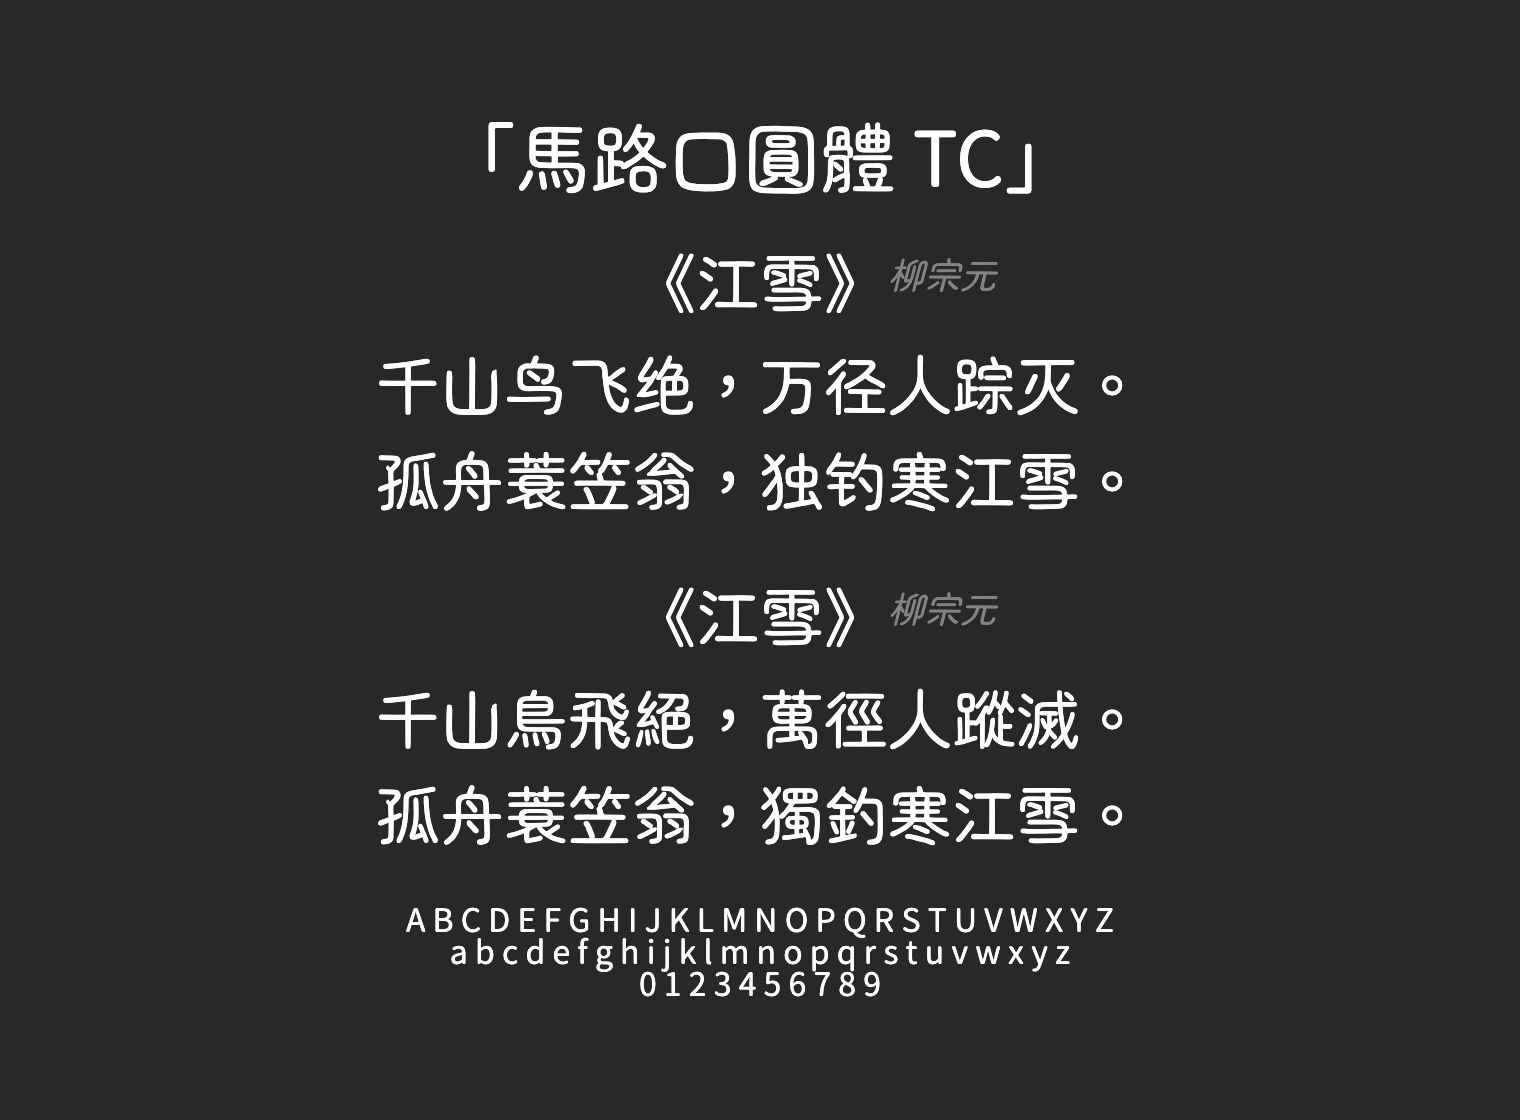 「馬路口圓體 TC」
《江雪》 柳宗元
千山鸟飞绝，万径人踪灭。
孤舟蓑笠翁，独钓寒江雪。
《江雪》 柳宗元
千山鳥飛絕，萬徑人蹤滅。
孤舟蓑笠翁，獨釣寒江雪。
ABCDEFGHIJKLMNOPQRSTUVWXYZ
abcdefghijklmnopqrstuvwxyz
0123456789